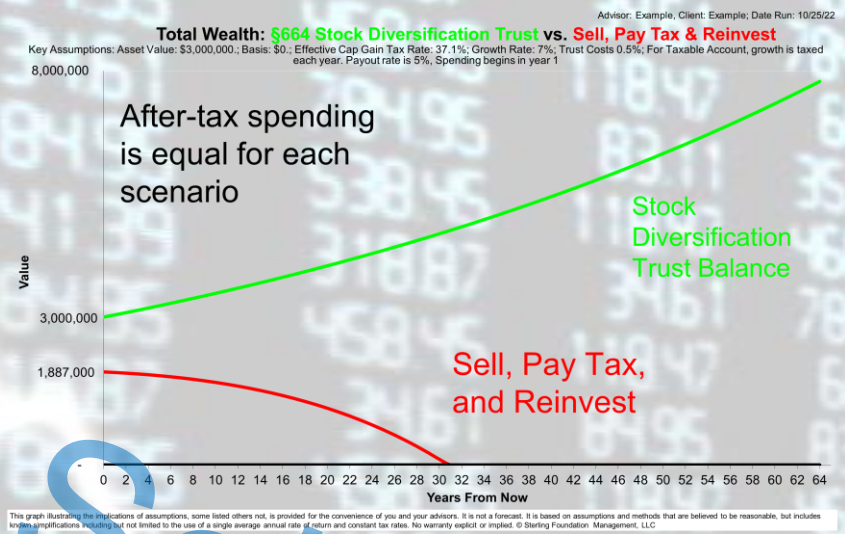 Advisor: Example, Client: Example; Date Run: 10/25/22
Total Wealth: §664 Stock Diversification Trust vs. Sell, Pay Tax & Reinvest
Key Assumptions: Asset Value: $3,000,000.; Basis: $0.; Effective Cap Gain Tax Rate: 37.1%; Growth Rate: 7%; Trust Costs 0.5%; For Taxable Account, growth is taxed
each year. Payout rate is 5%, Spending begins in year 1
8,000,000
After-tax spending
is equal for each
scenario
Stock
Diversification
Trust Balance
Value
3,000,000
1,887,000
Sell, Pay Tax,
and Reinvest
-
0 2 4 6 8 10 12 14 16 18 20 22 24 26 28 30 32 34 36 38 40 42 44 46 48 50 52 54 56 58 60 62 64
Years From Now
This graph illustrating the implications of assumptions, some listed others not, is provided for the convenience of you and your advisors. It is not a forecast. It is based on assumptions and methods that are believed to be reasonable, but includes
known simplifications including but not limited to the use of a single average annual rate of return and constant tax rates. No warranty explicit or implied. © Sterling Foundation Management, LLC